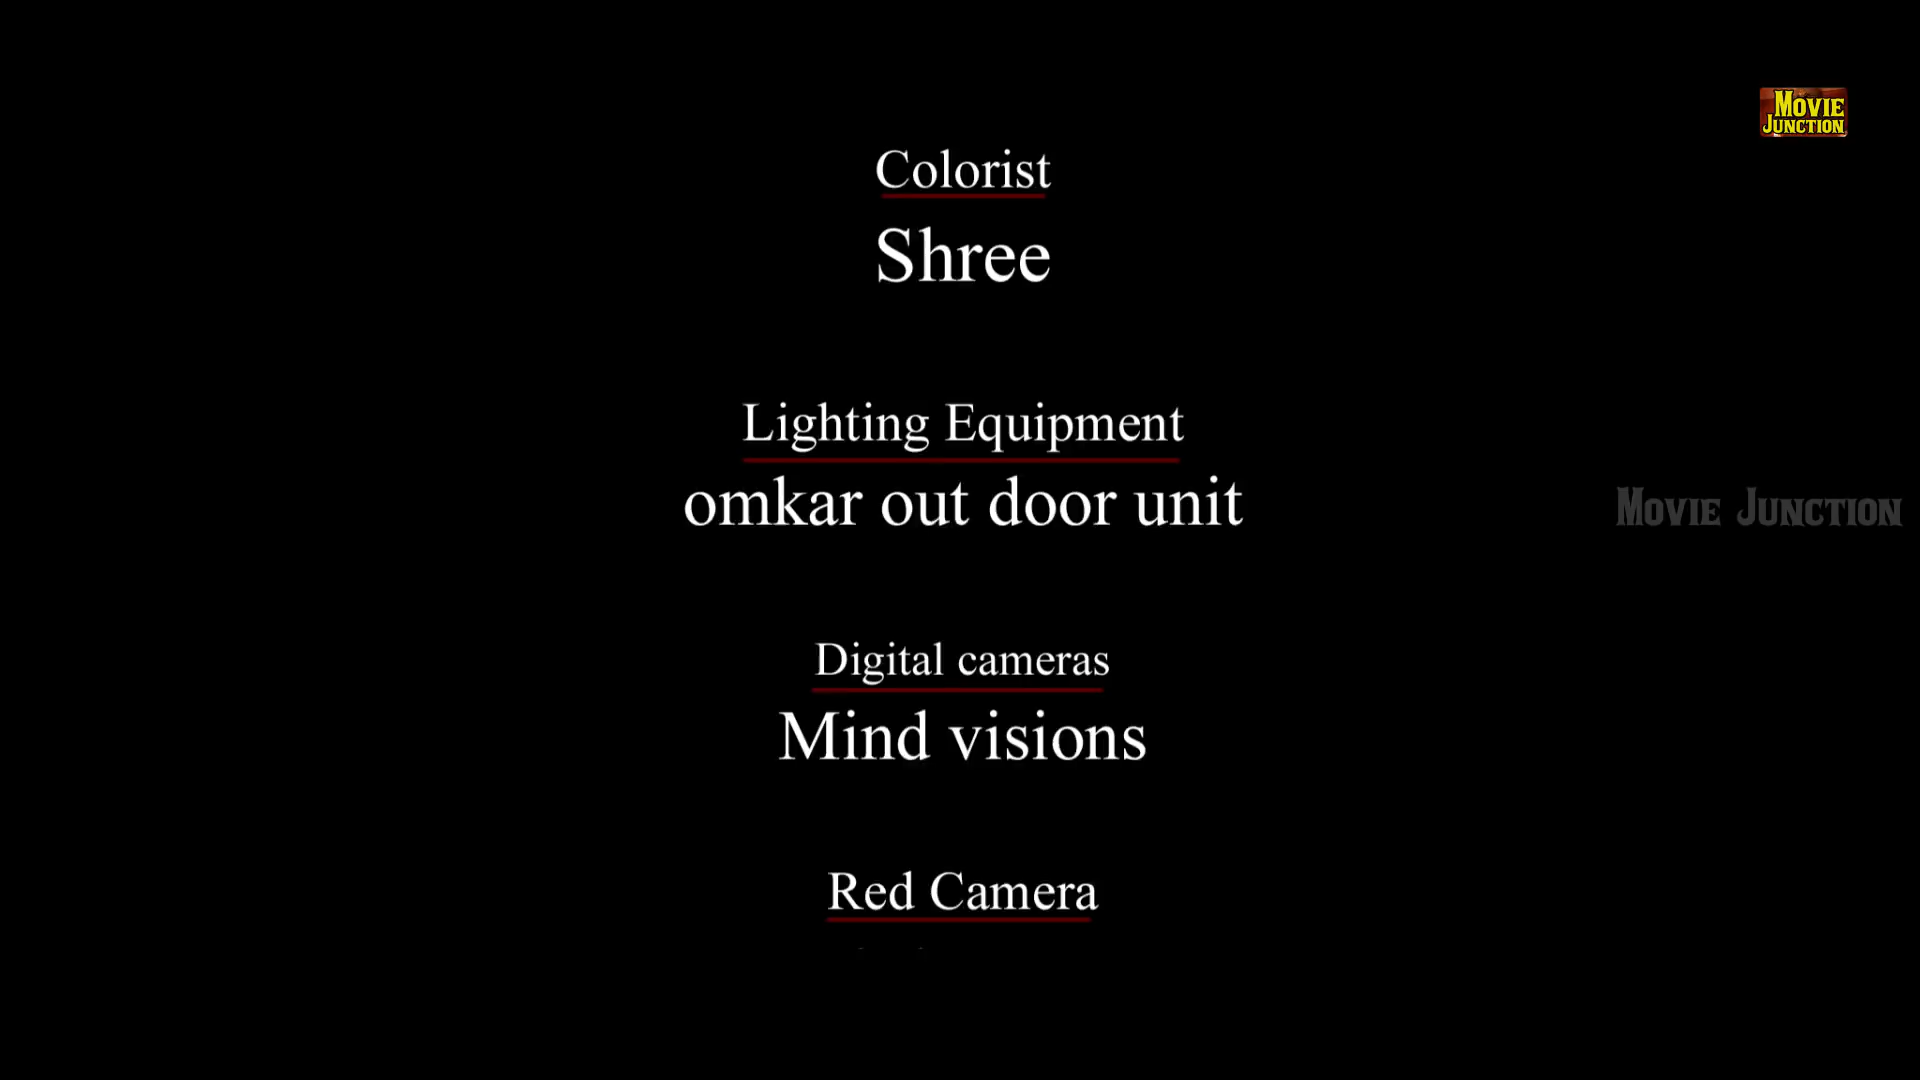 MOVIE
JUNCTION
Colorist
Shree
Lighting Equipment
omkar out door unit
MOVIE JUNCTION
Digital cameras
Mind visions
Red Camera